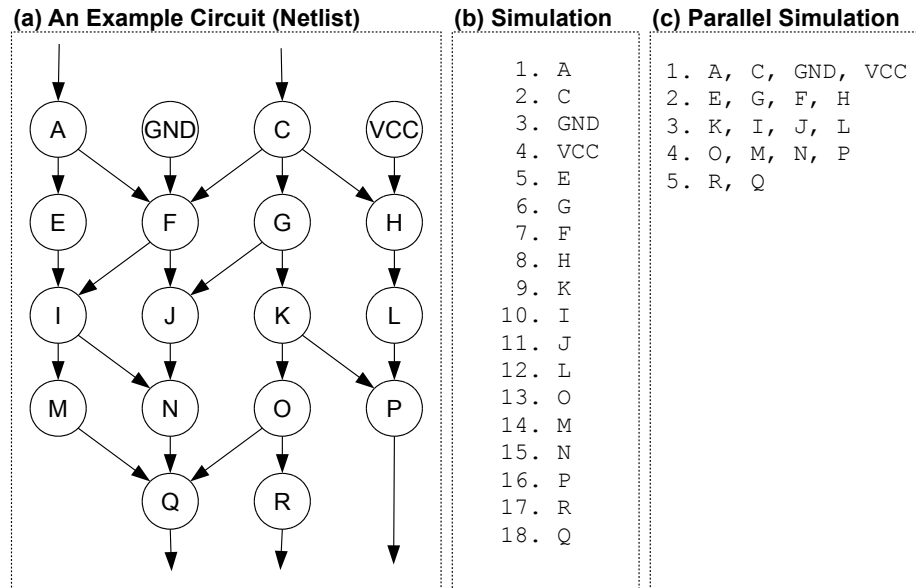 (a) An Example Circuit (Netlist)
A
GND
C
VCC
E
F
G
H
I
J
K
L
M
N
O
P
Q
R
(b) Simulation
1. A
2. C
3. GND
4. VCC
5. E
6. G
7. F
8. H
9. K
10. I
11. J
12. L
13. O
14. M
15. N
16. P
17. R
18. Q
(c) Parallel Simulation
1. A, C, GND, VCC
2. E, G, F, H
3. K, I, J, L
4. O, M, N, P
5. R, Q